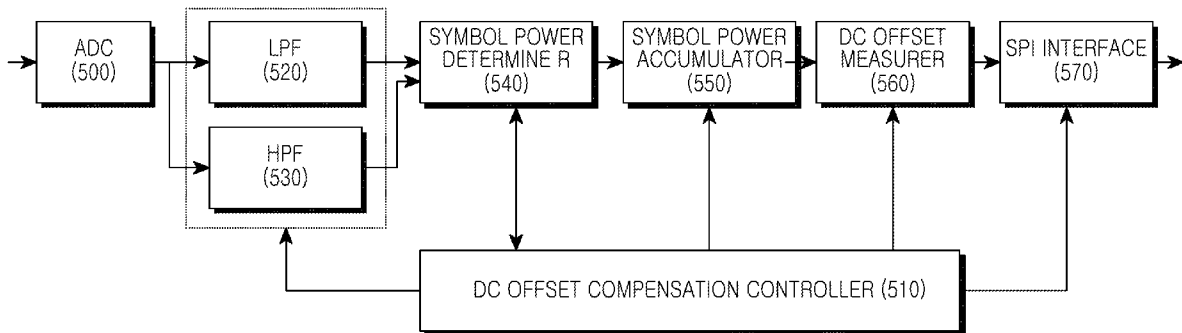 ADC
(500)
LPF
(520)
HPF
(530)
SYMBOL POWER
DETERMINE R
(540)
SYMBOL POWER
ACCUMULATOR
(550)
DC OFFSET
MEASURER
(560)
SPI INTERFACE
(570)
DC OFFSET COMPENSATION CONTROLLER (510)